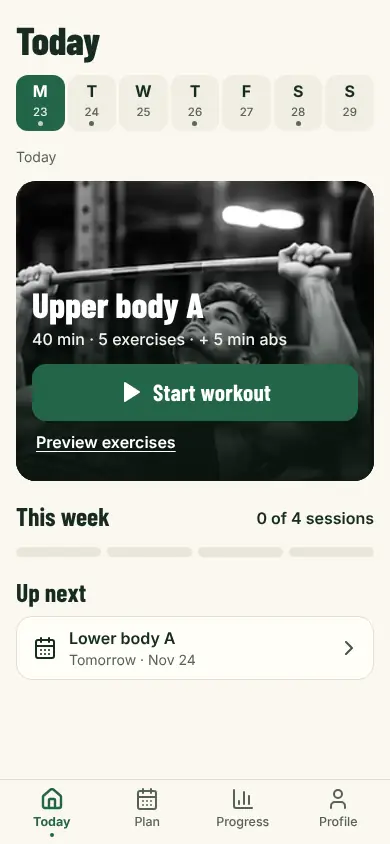 Today
M T W T F S S
23 24 25 26 27 28 29
Today
Upper body A
40 min · 5 exercises · + 5 min abs
Start workout
Preview exercises
This week 0 of 4 sessions
Up next
Lower body A
Tomorrow · Nov 24
Today Plan Progress Profile